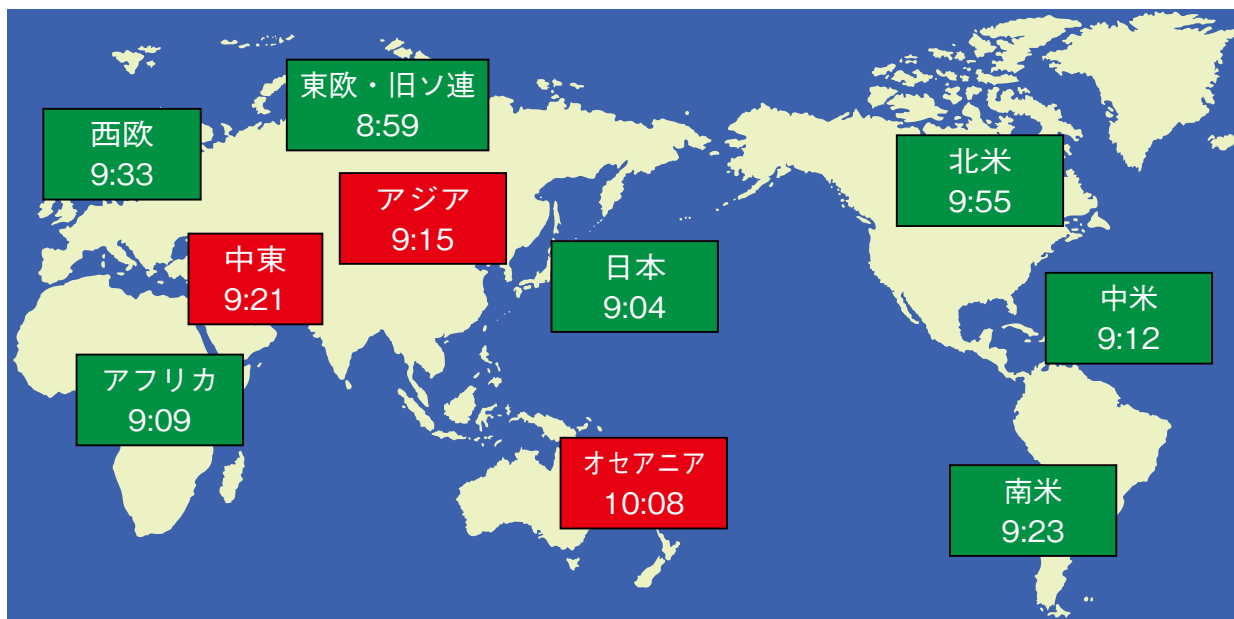 東欧・旧ソ連
8:59
西欧
9:33
北米
9:55
アジア
9:15
中東
9:21
日本
9:04
中米
9:12
アフリカ
9:09
オセアニア
10:08
南米
9:23